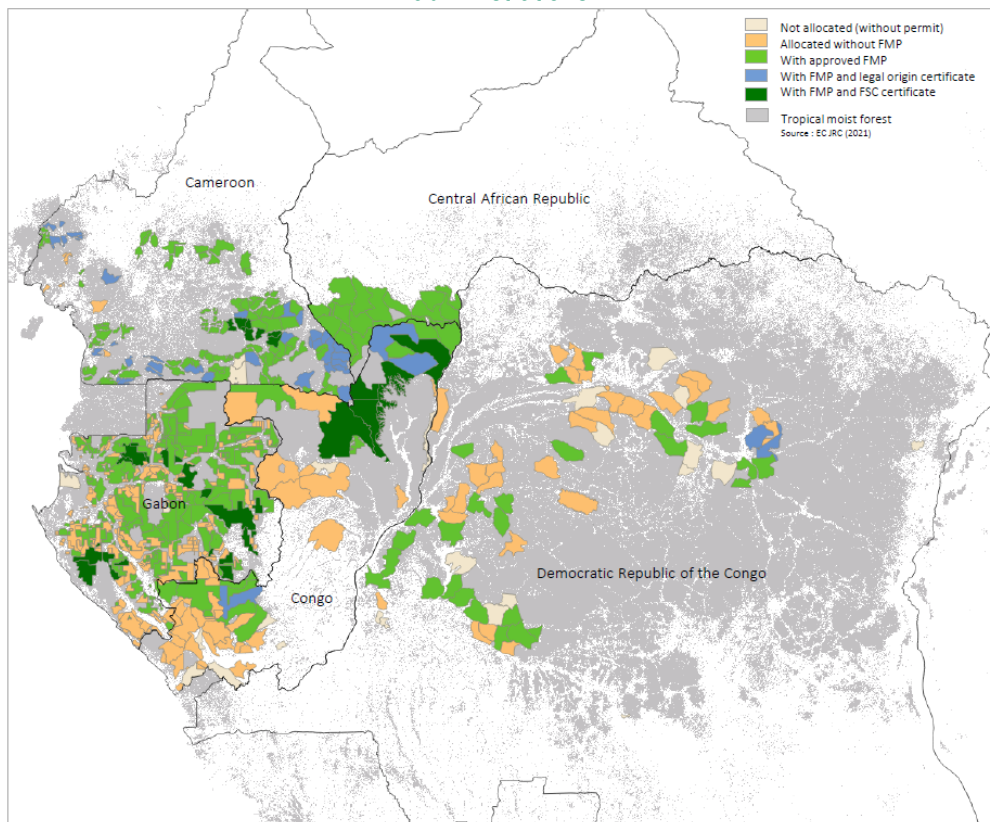 Not allocated (without permit)
Allocated without FMP
With approved FMP
With FMP and legal origin certificate
With FMP and FSC certificate
Tropical moist forest
Source : EC JRC (2021)
Cameroon
Central African Republic
Gabon
Democratic Republic of the Congo
Congo